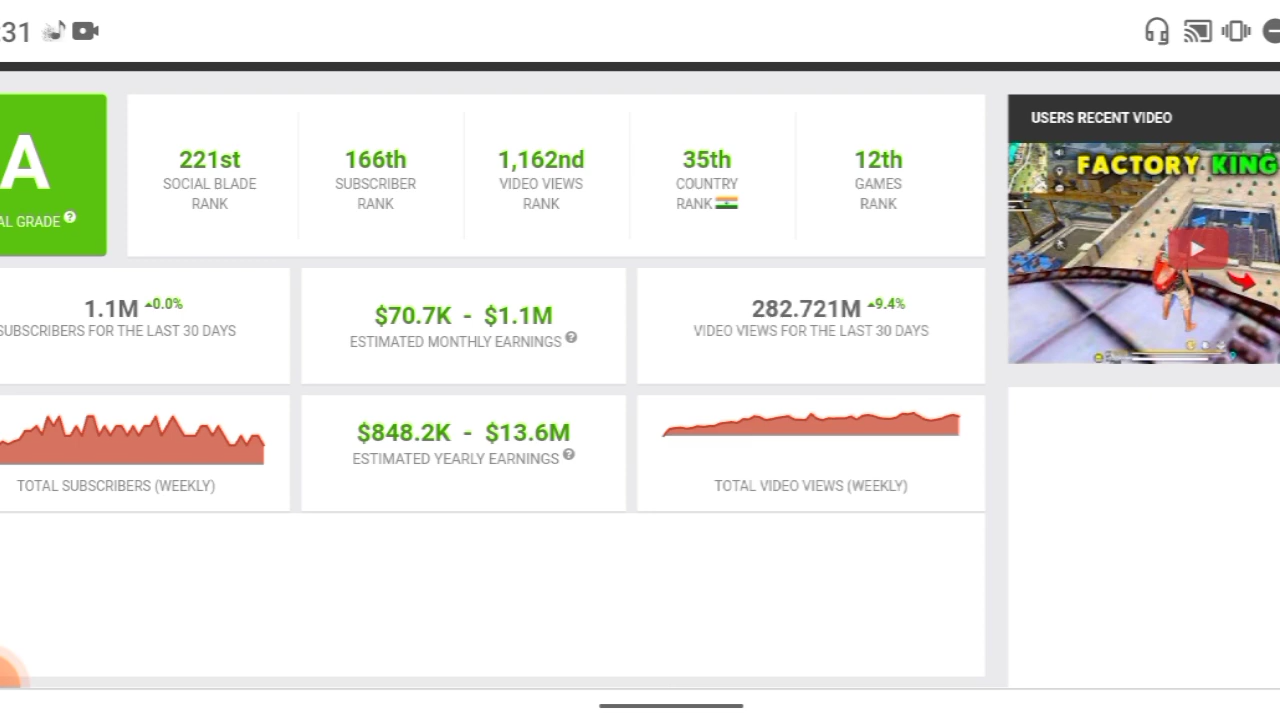 :31
A
AL GRADE ?
221st
SOCIAL BLADE
RANK
166th
SUBSCRIBER
RANK
1,162nd
VIDEO VIEWS
RANK
35th
COUNTRY
RANK
12th
GAMES
RANK
USERS RECENT VIDEO
FACTORY KING
1.1M 0.0%
SUBSCRIBERS FOR THE LAST 30 DAYS
$70.7K - $1.1M
ESTIMATED MONTHLY EARNINGS ?
282.721M 9.4%
VIDEO VIEWS FOR THE LAST 30 DAYS
TOTAL SUBSCRIBERS (WEEKLY)
$848.2K - $13.6M
ESTIMATED YEARLY EARNINGS ?
TOTAL VIDEO VIEWS (WEEKLY)